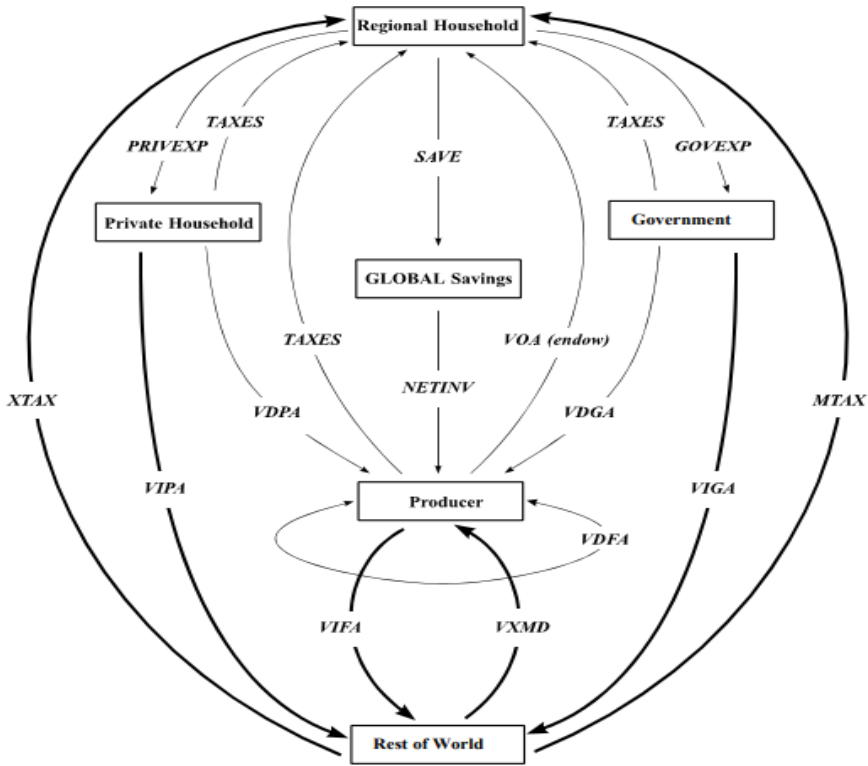 Regional Household
TAXES
TAXES
PRIVEXP
SAVE
GOVEXP
Private Household
Government
GLOBAL Savings
TAXES
VOA (endow)
NETINV
XTAX
VDPA
VDGA
MTAX
VIPA
Producer
VIGA
VDFA
VIFA
VXMD
Rest of World